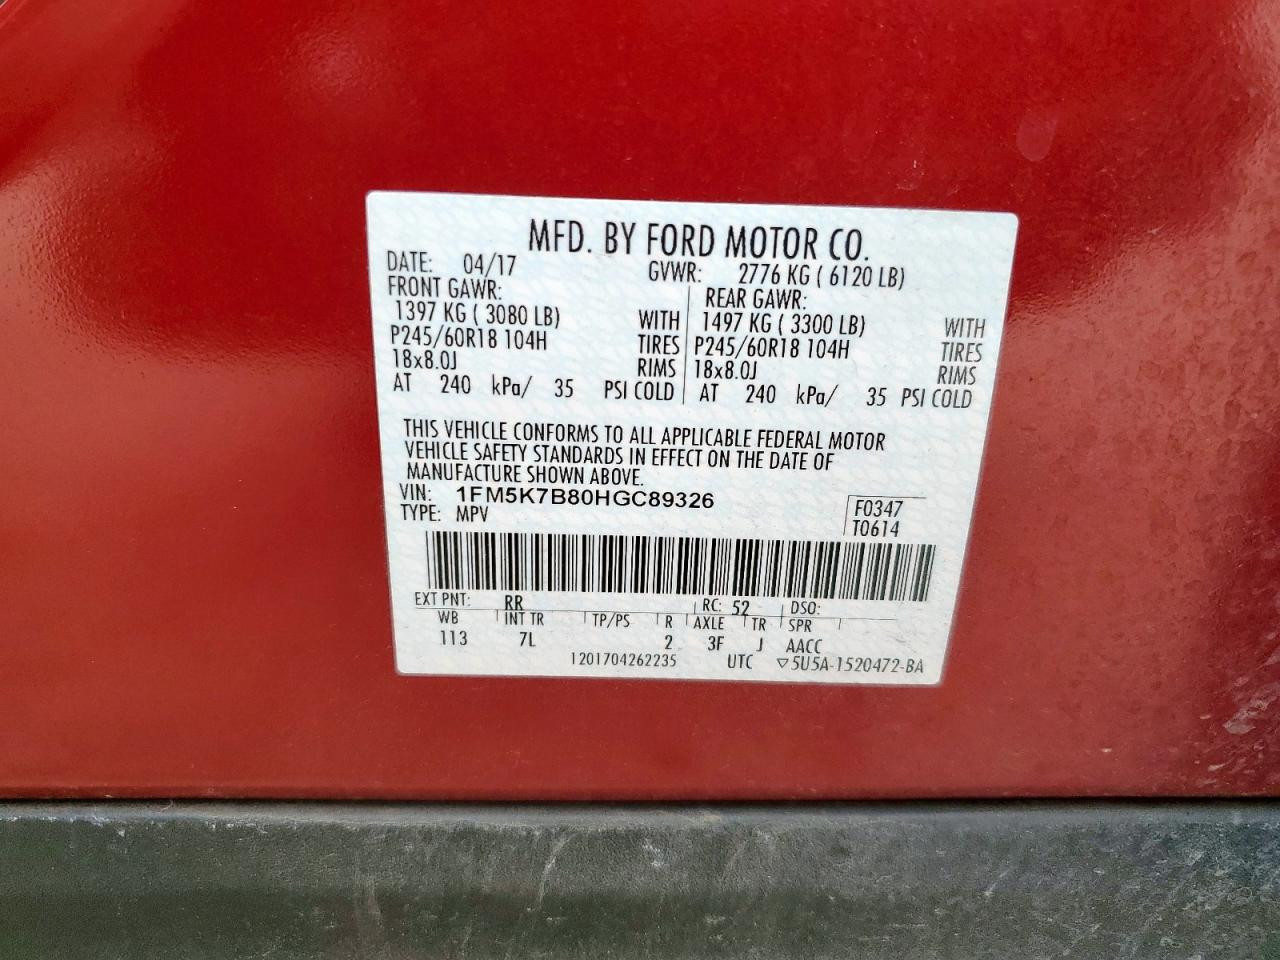 MFD. BY FORD MOTOR CO.
DATE: 04/17 GVWR: 2776 KG ( 6120 LB)
FRONT GAWR: REAR GAWR:
1397 KG ( 3080 LB) WITH 1497 KG ( 3300 LB) WITH
P245/60R18 104H TIRES P245/60R18 104H TIRES
18x8.0J RIMS 18x8.0J RIMS
AT 240 kPa/ 35 PSI COLD AT 240 kPa/ 35 PSI COLD
THIS VEHICLE CONFORMS TO ALL APPLICABLE FEDERAL MOTOR
VEHICLE SAFETY STANDARDS IN EFFECT ON THE DATE OF
MANUFACTURE SHOWN ABOVE.
VIN: 1FM5K7B80HGC89326 F0347
TYPE: MPV T0614
EXT PNT: RR RC: 52 DSO:
WB INT TR TP/PS R AXLE TR SPR
113 7L 2 3F J AACC
1201704262235 UTC ▽5U5A-1520472-BA